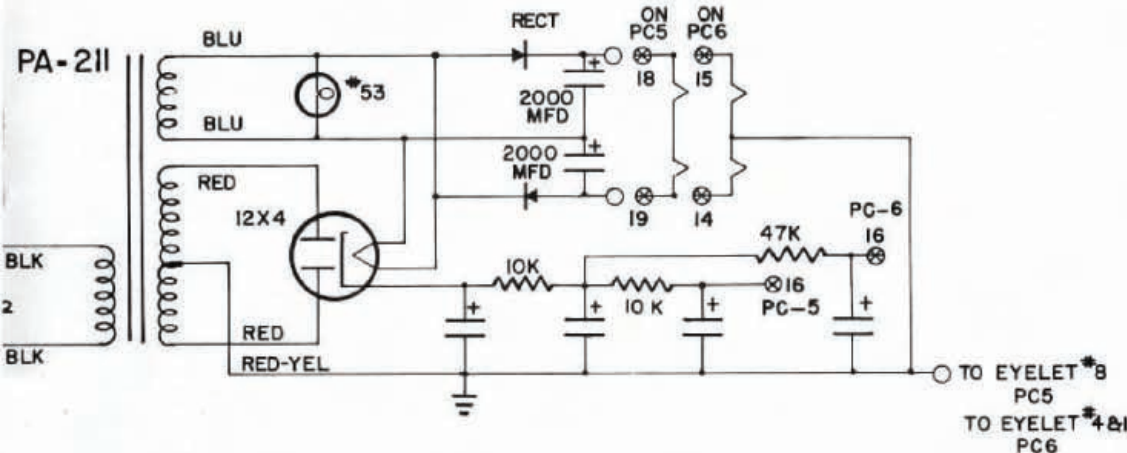 PA-211
BLU
BLU
#53
RECT
ON PC5
ON PC6
18
15
2000 MFD
2000 MFD
19
14
RED
12X4
BLK
2
BLK
RED
RED-YEL
10K
10K
47K
PC-6
16
16
PC-5
+
+
+
+
+
+
TO EYELET #8
PC5
TO EYELET #4&1
PC6